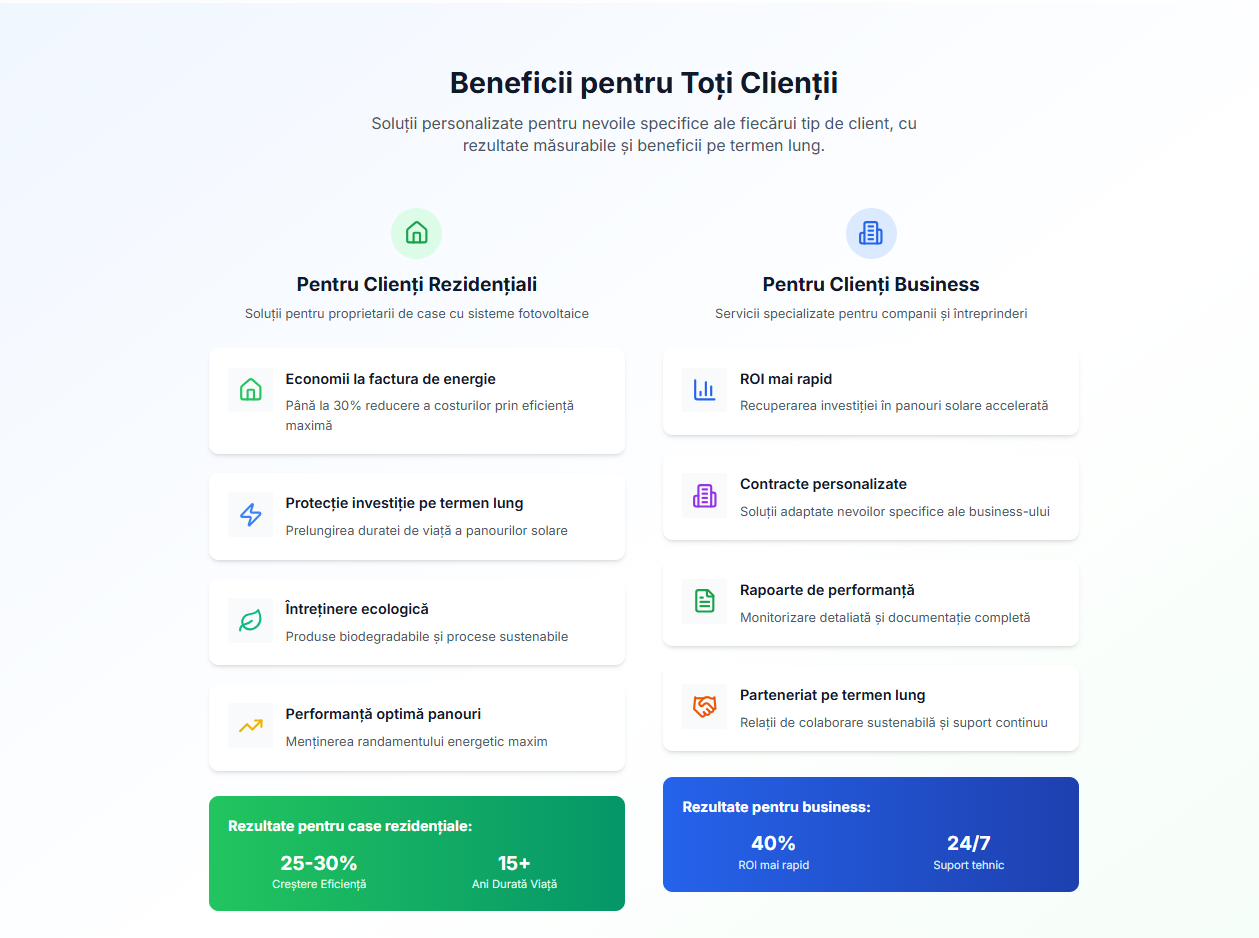 Beneficii pentru Toți Clienții
Soluții personalizate pentru nevoile specifice ale fiecărui tip de client, cu
rezultate măsurabile și beneficii pe termen lung.
Pentru Clienți Rezidențiali
Soluții pentru proprietarii de case cu sisteme fotovoltaice
Economii la factura de energie
Până la 30% reducere a costurilor prin eficiență
maximă
Protecție investiție pe termen lung
Prelungirea duratei de viață a panourilor solare
Întreținere ecologică
Produse biodegradabile și procese sustenabile
Performanță optimă panouri
Menținerea randamentului energetic maxim
Rezultate pentru case rezidențiale:
25-30%
Creștere Eficiență
15+
Ani Durată Viață
Pentru Clienți Business
Servicii specializate pentru companii și întreprinderi
ROI mai rapid
Recuperarea investiției în panouri solare accelerată
Contracte personalizate
Soluții adaptate nevoilor specifice ale business-ului
Rapoarte de performanță
Monitorizare detaliată și documentație completă
Parteneriat pe termen lung
Relații de colaborare sustenabilă și suport continuu
Rezultate pentru business:
40%
ROI mai rapid
24/7
Suport tehnic